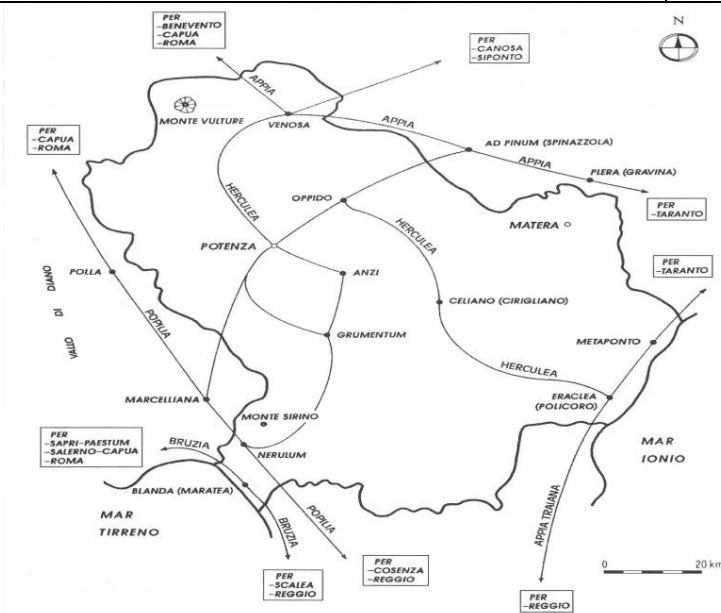 PER
-BENEVENTO
-CAPUA
-ROMA
N
PER
-CANOSA
-SIPONTO
APPIA
MONTE VULTURE
VENOSA
APPIA
PER
-CAPUA
-ROMA
AD PINUM (SPINAZZOLA)
APPIA
PLERA (GRAVINA)
HERCULEA
OPPIDO
PER
-TARANTO
HERCULEA
MATERA
POTENZA
PER
-TARANTO
POLLA
ANZI
VALLO DI DIANO
POPILIA
CELIANO (CIRIGLIANO)
GRUMENTUM
METAPONTO
HERCULEA
MARCELLIANA
ERACLEA
(POLICORO)
MONTE SIRINO
PER
-SAPRI-PAESTUM
-SALERNO-CAPUA
-ROMA
BRUZIA
NERULUM
MAR
IONIO
BLANDA (MARATEA)
MAR
TIRRENO
BRUZIA
POPILIA
APPIA TRAIANA
PER
-SCALEA
-REGGIO
PER
-COSENZA
-REGGIO
0 20 km
PER
-REGGIO